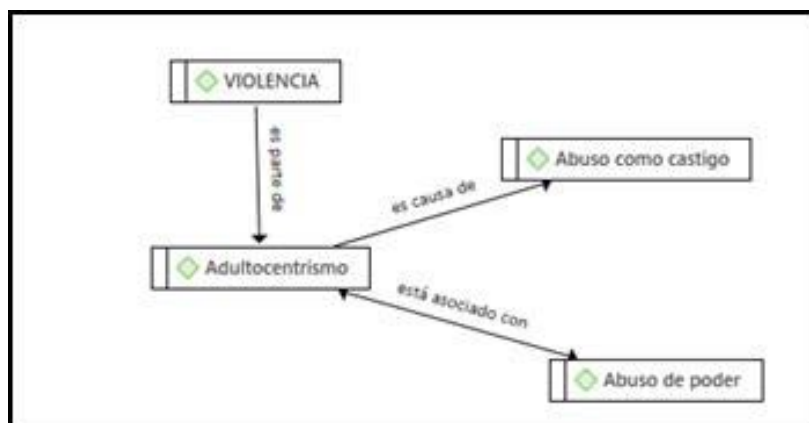 VIOLENCIA
es parte de
Abuso como castigo
es causa de
Adultocentrismo
está asociado con
Abuso de poder